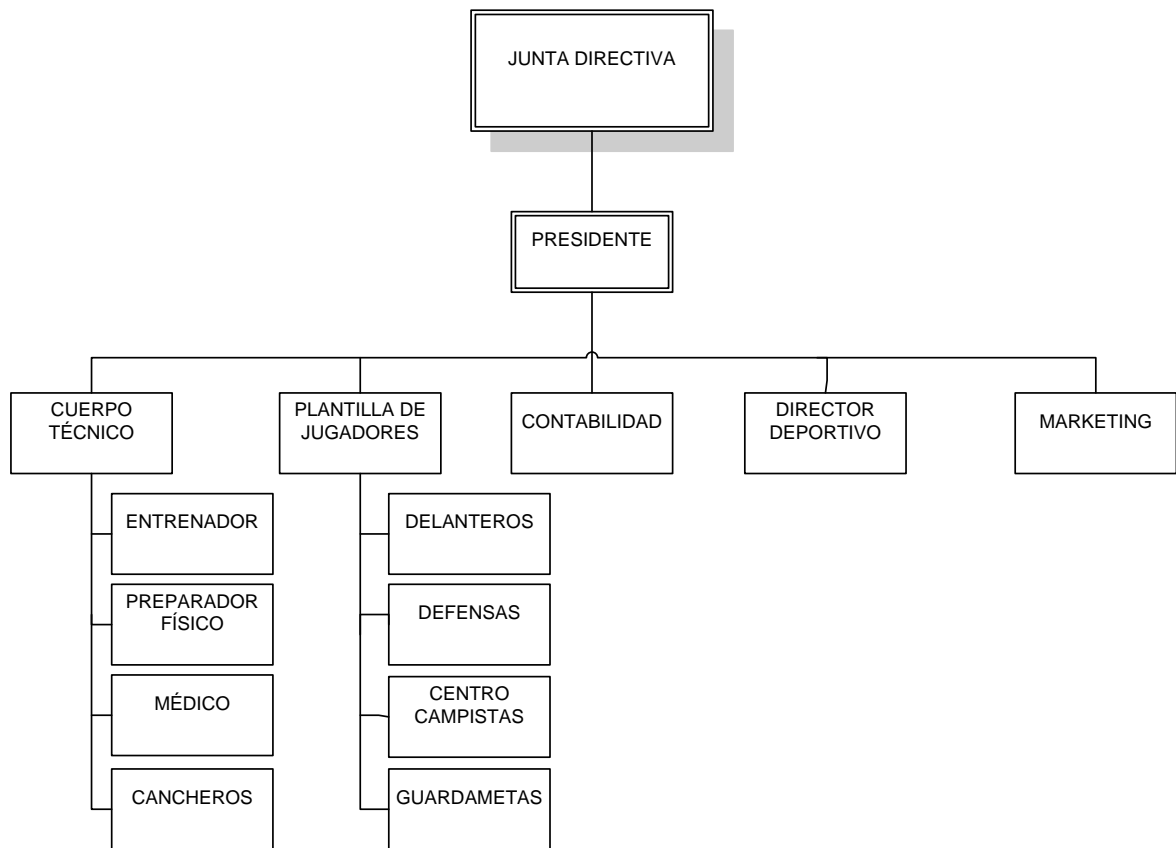 JUNTA DIRECTIVA
PRESIDENTE
CUERPO
TÉCNICO
PLANTILLA DE
JUGADORES
CONTABILIDAD
DIRECTOR
DEPORTIVO
MARKETING
ENTRENADOR
PREPARADOR
FÍSICO
MÉDICO
CANCHEROS
DELANTEROS
DEFENSAS
CENTRO
CAMPISTAS
GUARDAMETAS